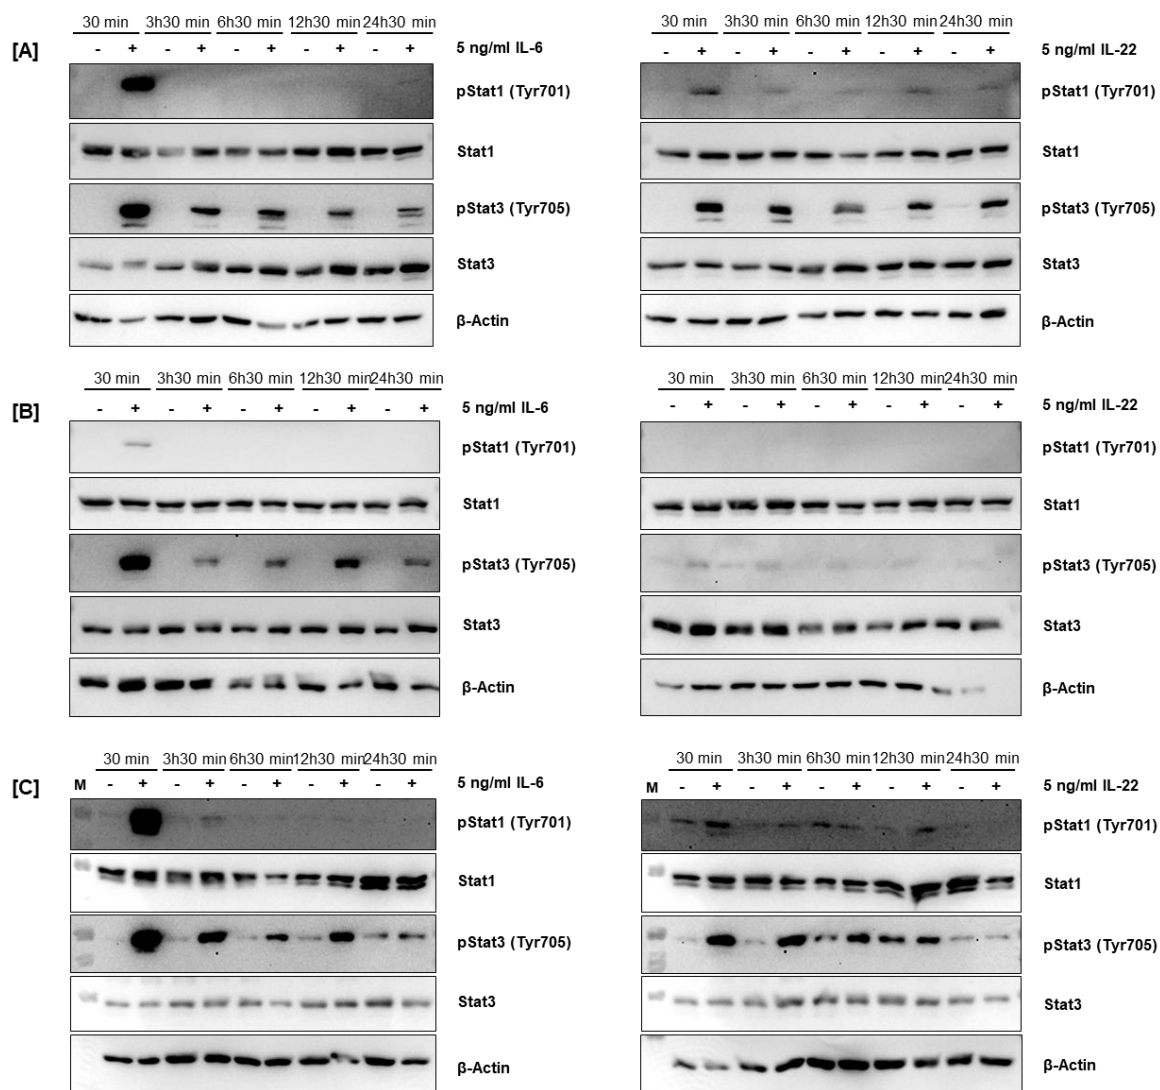 30 min 3h30 min 6h30 min 12h30 min 24h30 min
[A] - + - + - + - + - + 5 ng/ml IL-6
pStat1 (Tyr701)
Stat1
pStat3 (Tyr705)
Stat3
β-Actin
30 min 3h30 min 6h30 min 12h30 min 24h30 min
- + - + - + - + - + 5 ng/ml IL-22
pStat1 (Tyr701)
Stat1
pStat3 (Tyr705)
Stat3
β-Actin
30 min 3h30 min 6h30 min 12h30 min 24h30 min
[B] - + - + - + - + - + 5 ng/ml IL-6
pStat1 (Tyr701)
Stat1
pStat3 (Tyr705)
Stat3
β-Actin
30 min 3h30 min 6h30 min 12h30 min 24h30 min
- + - + - + - + - + 5 ng/ml IL-22
pStat1 (Tyr701)
Stat1
pStat3 (Tyr705)
Stat3
β-Actin
30 min 3h30 min 6h30 min 12h30 min 24h30 min
[C] M - + - + - + - + - + 5 ng/ml IL-6
pStat1 (Tyr701)
Stat1
pStat3 (Tyr705)
Stat3
β-Actin
30 min 3h30 min 6h30 min 12h30 min 24h30 min
M - + - + - + - + - + 5 ng/ml IL-22
pStat1 (Tyr701)
Stat1
pStat3 (Tyr705)
Stat3
β-Actin